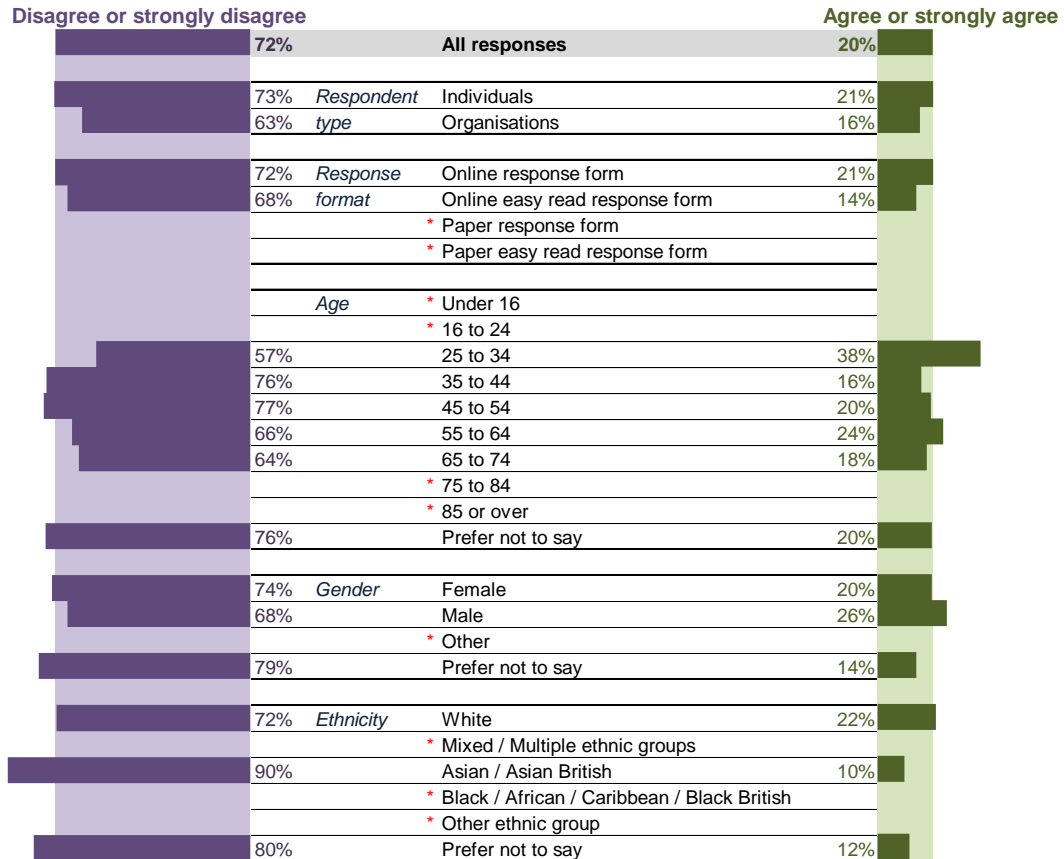 Disagree or strongly disagree Agree or strongly agree
72% All responses 20%
73% Respondent Individuals 21%
63% type Organisations 16%
72% Response Online response form 21%
68% format Online easy read response form 14%
* Paper response form
* Paper easy read response form
Age * Under 16
* 16 to 24
57% 25 to 34 38%
76% 35 to 44 16%
77% 45 to 54 20%
66% 55 to 64 24%
64% 65 to 74 18%
* 75 to 84
* 85 or over
76% Prefer not to say 20%
74% Gender Female 20%
68% Male 26%
* Other
79% Prefer not to say 14%
72% Ethnicity White 22%
* Mixed / Multiple ethnic groups
90% Asian / Asian British 10%
* Black / African / Caribbean / Black British
* Other ethnic group
80% Prefer not to say 12%